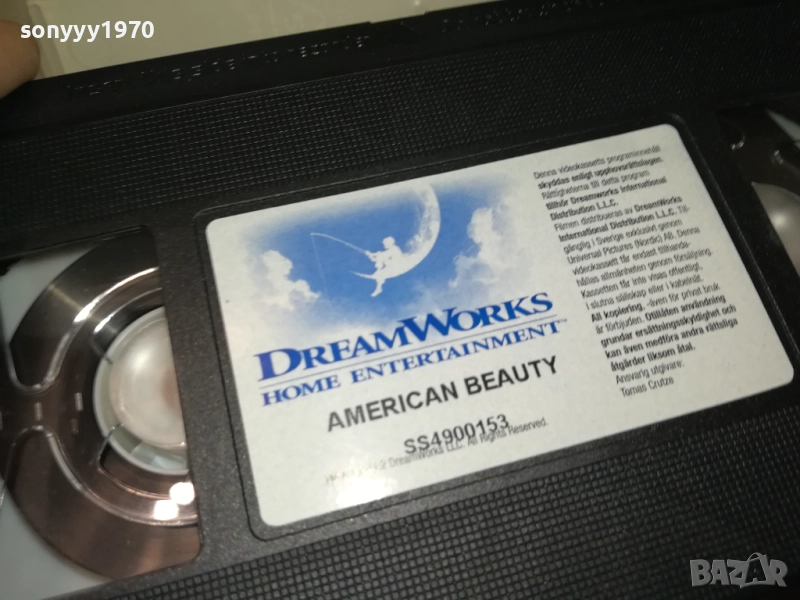 sonyyy1970
DREAMWORKS
HOME ENTERTAINMENT™
AMERICAN BEAUTY
SS4900153
DreamWorks LLC. All Rights Reserved.
Denna videokassetts programinnehåll
skyddas enligt upphovsrättslagen.
Rättigheterna till detta program
tillhör Dreamworks International
Distribution L.L.C.
Filmen distribueras av DreamWorks
International Distribution L.L.C. Till-
gänglig i Sverige exklusivt genom
Universal Pictures (Nordic) AB. Denna
videokassett får endast tillhanda-
hållas allmänheten genom försäljning.
Kassetten får inte visas offentligt,
i slutna sällskap eller i kabelnät.
All kopiering, -även för privat bruk
är förbjuden. Otillåten användning
grundar ersättningsskyldighet och
kan även medföra andra rättsliga
åtgärder liksom åtal.
Ansvarig utgivare:
Tomas Crutze
BAZAR